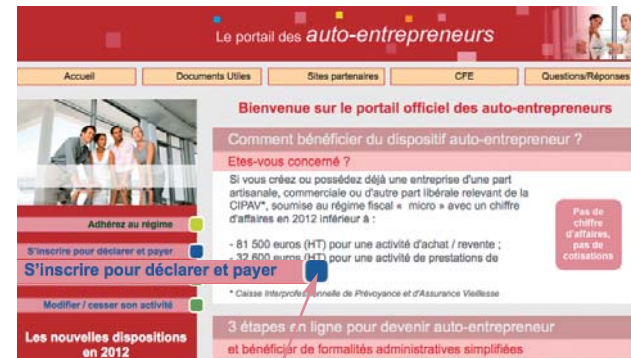 Le portail des auto-entrepreneurs
Accueil
Documents Utiles
Sites partenaires
CFE
Questions/Réponses
Bienvenue sur le portail officiel des auto-entrepreneurs
Comment bénéficier du dispositif auto-entrepreneur ?
Etes-vous concerné ?
Si vous créez ou possédez déjà une entreprise d'une part
artisanale, commerciale ou d'autre part libérale relevant de la
CIPAV*, soumise au régime fiscal « micro » avec un chiffre
d'affaires en 2012 inférieur à :
- 81 500 euros (HT) pour une activité d'achat / revente ;
- 32 600 euros (HT) pour une activité de prestations de
* Caisse Interprofessionnelle de Prévoyance et d'Assurance Vieillesse
Pas de
chiffre
d'affaires,
pas de
cotisations
Adhérez au régime
S'inscrire pour déclarer et payer
S'inscrire pour déclarer et payer
Modifier / cesser son activité
Les nouvelles dispositions
en 2012
3 étapes en ligne pour devenir auto-entrepreneur
et bénéficier de formalités administratives simplifiées